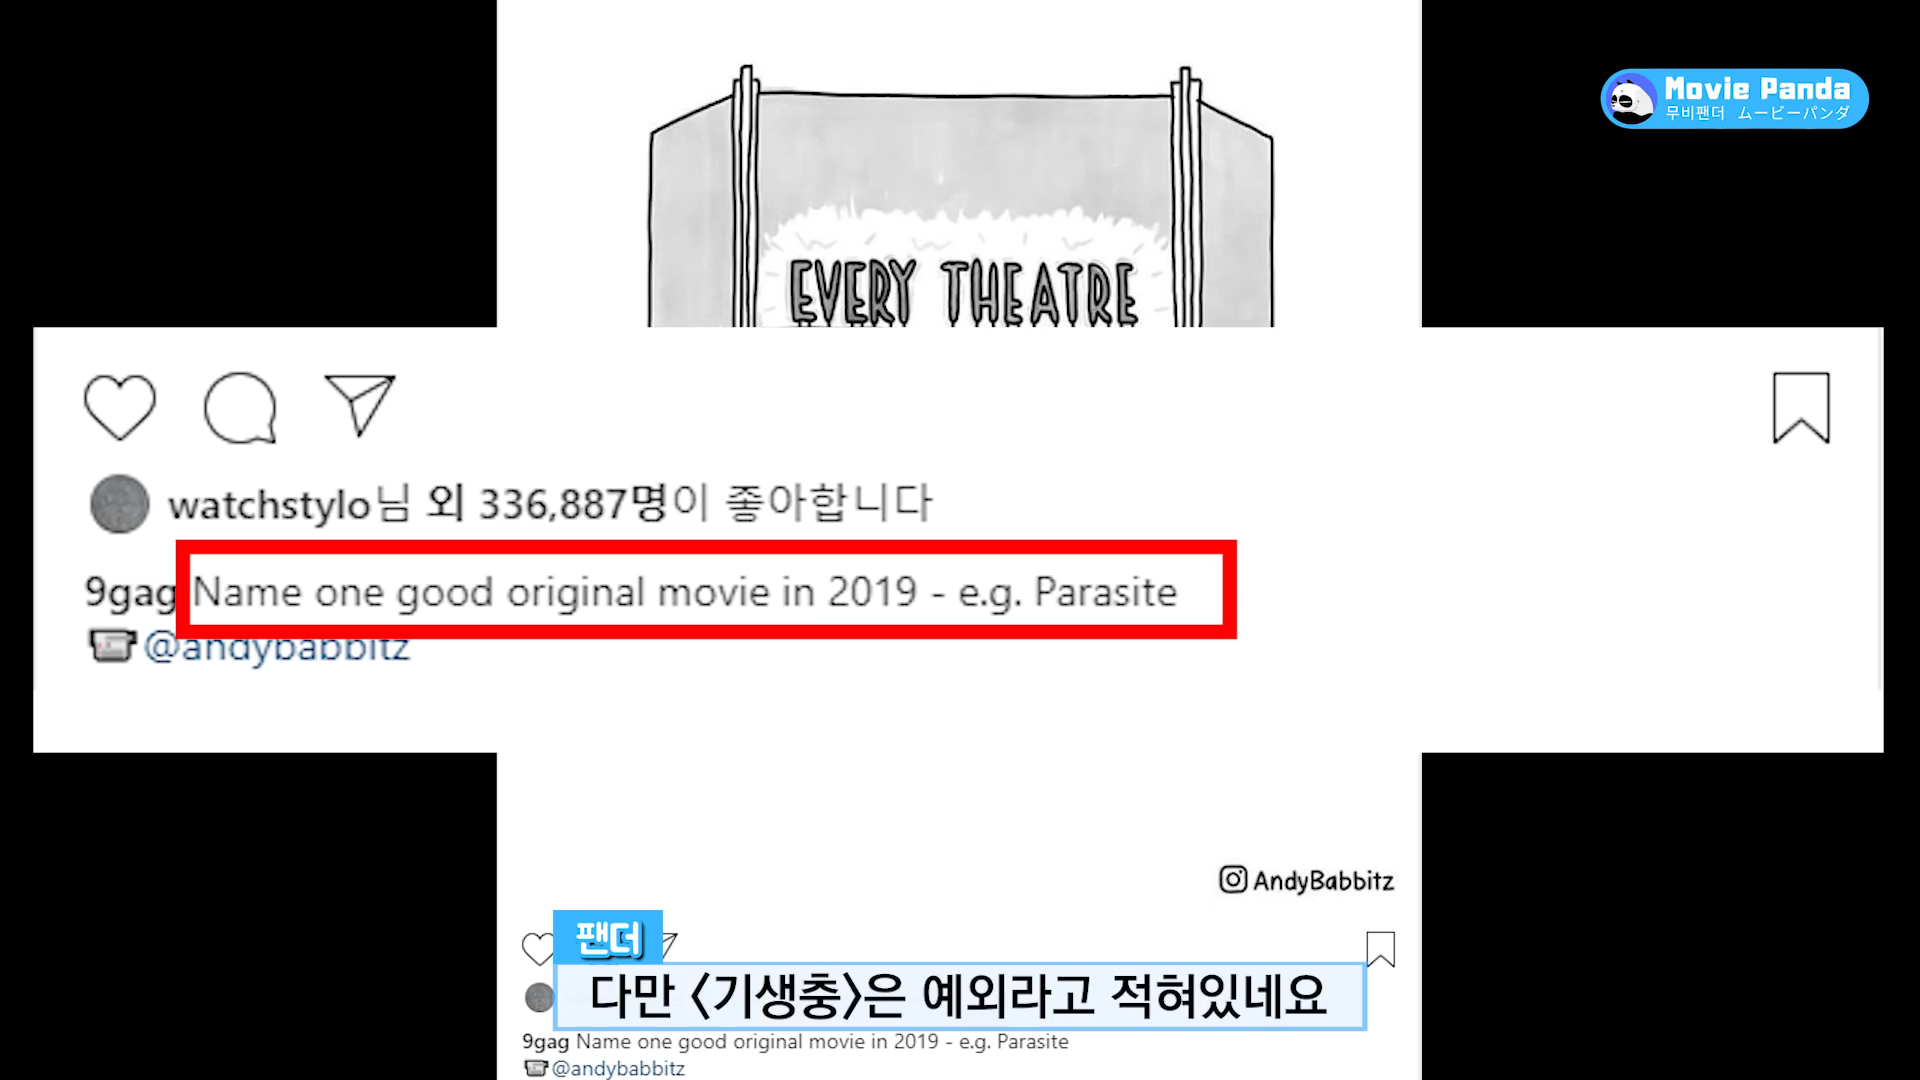 Movie Panda
무비팬더 ムービーパンダ
EVERY THEATRE
watchstylo님 외 336,887명이 좋아합니다
9gag Name one good original movie in 2019 - e.g. Parasite
@andybabbitz
AndyBabbitz
팬더
다만 〈기생충〉은 예외라고 적혀있네요
9gag Name one good original movie in 2019 - e.g. Parasite
@andybabbitz